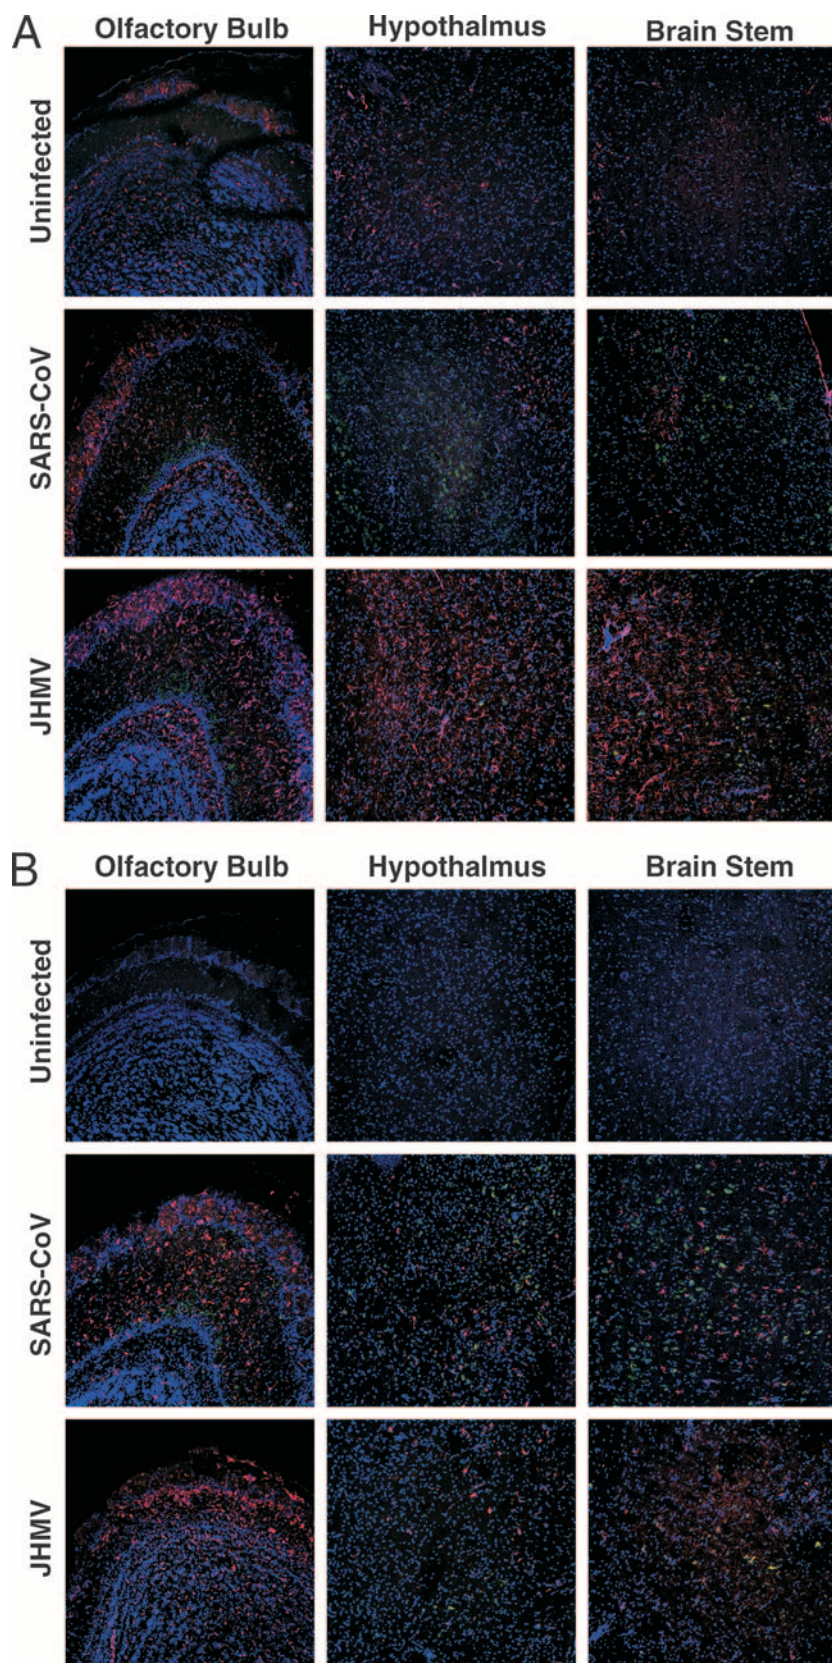 A
Olfactory Bulb Hypothalmus Brain Stem
Uninfected
SARS-CoV
JHMV
B
Olfactory Bulb Hypothalmus Brain Stem
Uninfected
SARS-CoV
JHMV